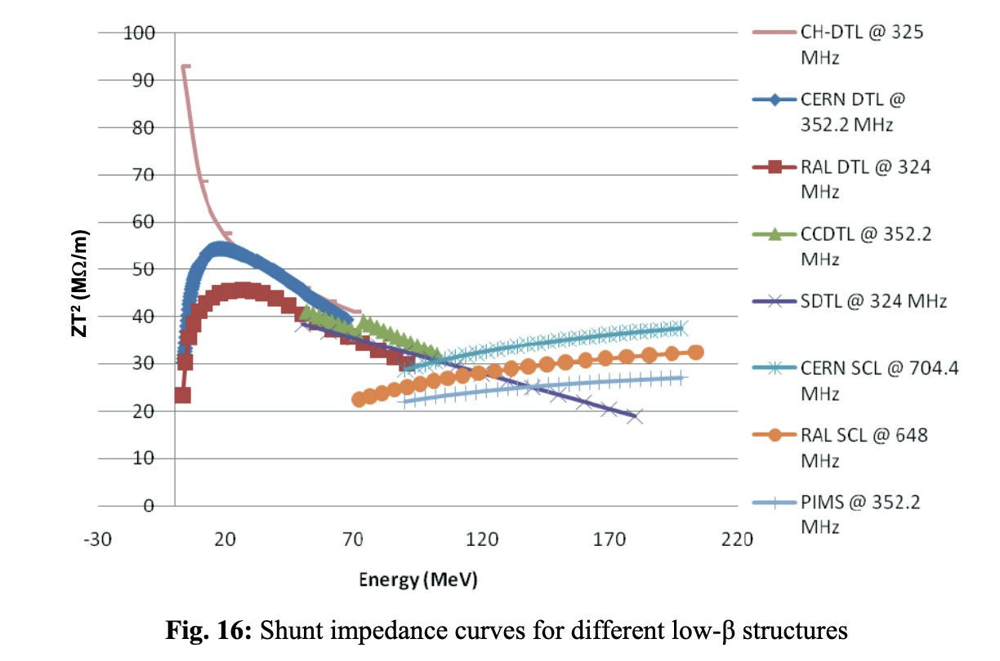 100
90
80
70
60
50
40
30
20
10
0
ZT² (MΩ/m)
-30 20 70 120 170 220
Energy (MeV)
CH-DTL @ 325
MHz
CERN DTL @
352.2 MHz
RAL DTL @ 324
MHz
CCDTL @ 352.2
MHz
SDTL @ 324 MHz
CERN SCL @ 704.4
MHz
RAL SCL @ 648
MHz
PIMS @ 352.2
MHz
Fig. 16: Shunt impedance curves for different low-β structures